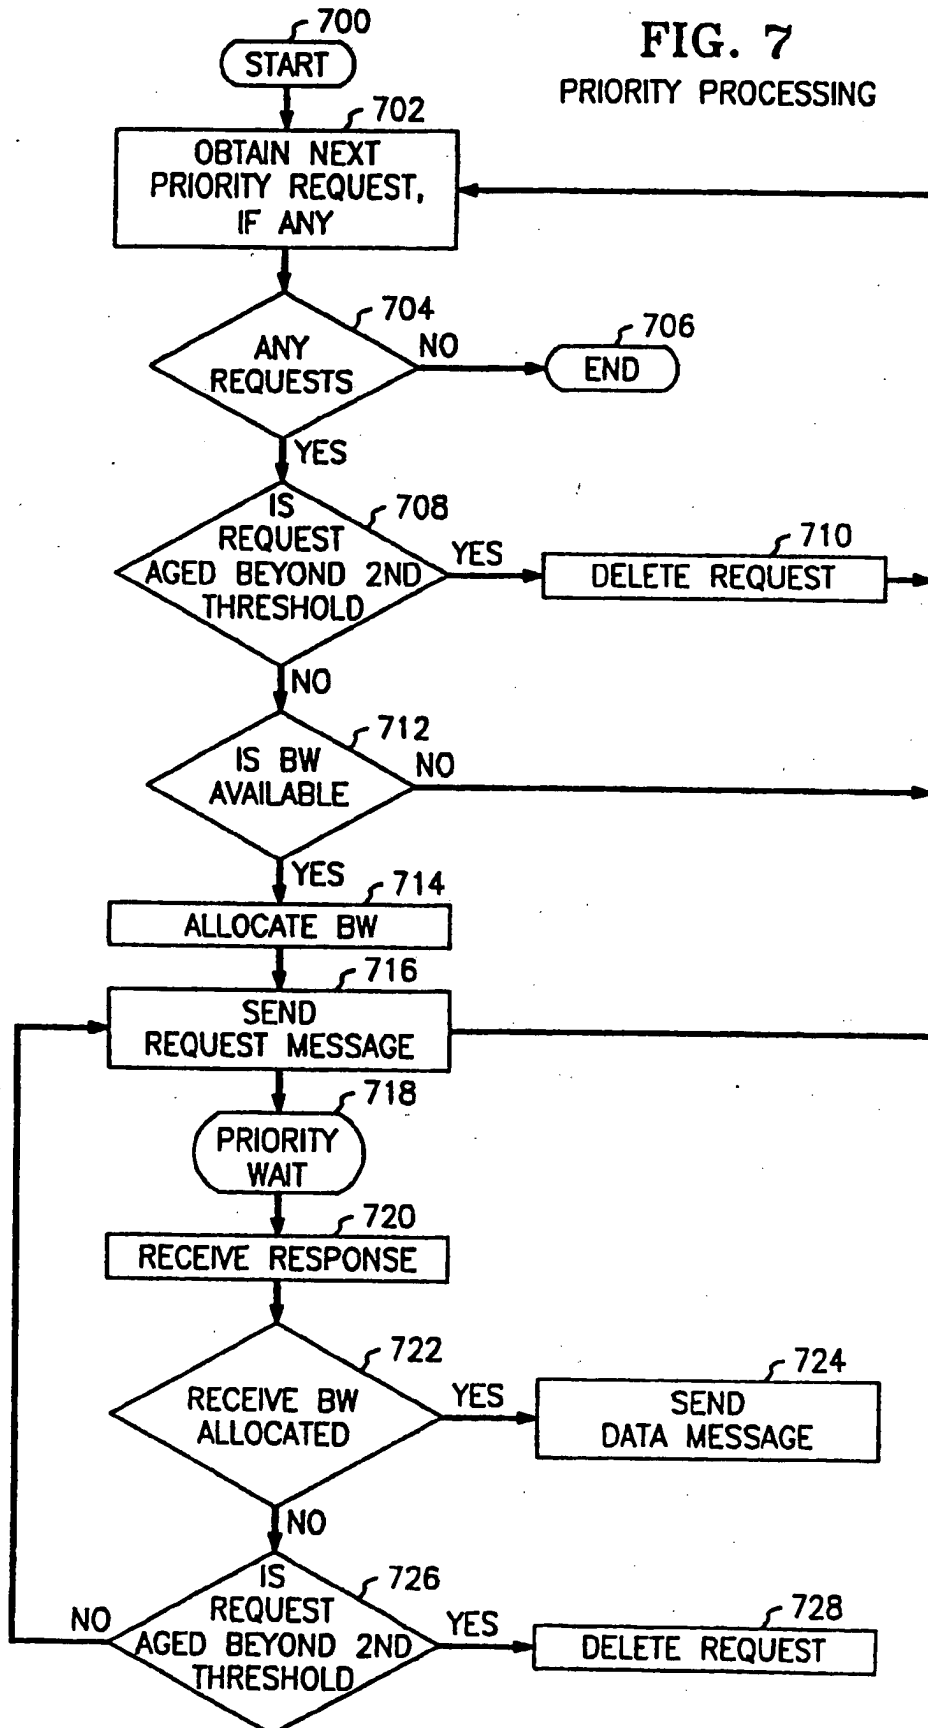 700
START
FIG. 7
PRIORITY PROCESSING
702
OBTAIN NEXT
PRIORITY REQUEST,
IF ANY
704
ANY
REQUESTS
NO
706
END
YES
708
IS
REQUEST
AGED BEYOND 2ND
THRESHOLD
YES
710
DELETE REQUEST
NO
712
IS BW
AVAILABLE
NO
YES
714
ALLOCATE BW
716
SEND
REQUEST MESSAGE
718
PRIORITY
WAIT
720
RECEIVE RESPONSE
722
RECEIVE BW
ALLOCATED
YES
724
SEND
DATA MESSAGE
NO
726
IS
REQUEST
AGED BEYOND 2ND
THRESHOLD
NO
YES
728
DELETE REQUEST